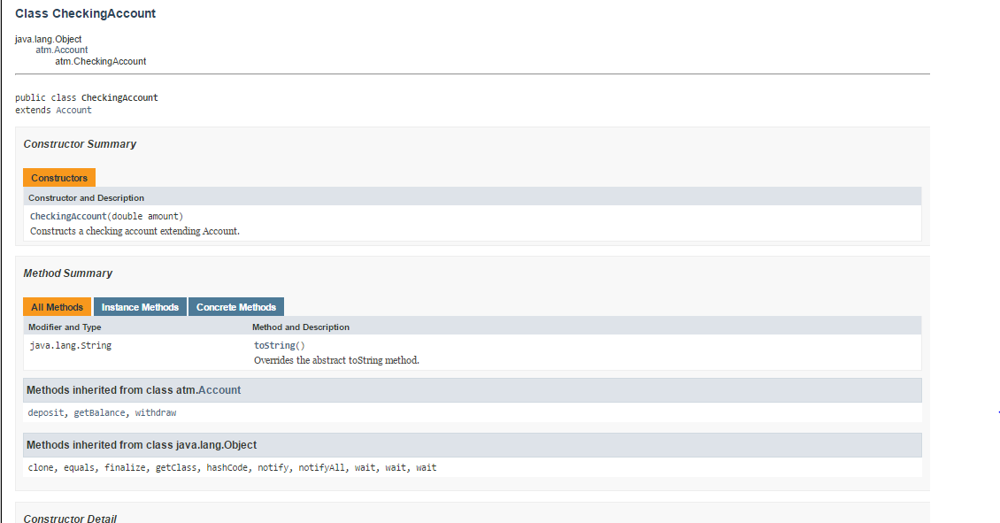 Class CheckingAccount
java.lang.Object
atm.Account
atm.CheckingAccount
public class CheckingAccount
extends Account
Constructor Summary
Constructors
Constructor and Description
CheckingAccount(double amount)
Constructs a checking account extending Account.
Method Summary
All Methods Instance Methods Concrete Methods
Modifier and Type Method and Description
java.lang.String toString()
Overrides the abstract toString method.
Methods inherited from class atm.Account
deposit, getBalance, withdraw
Methods inherited from class java.lang.Object
clone, equals, finalize, getClass, hashCode, notify, notifyAll, wait, wait, wait
Constructor Detail